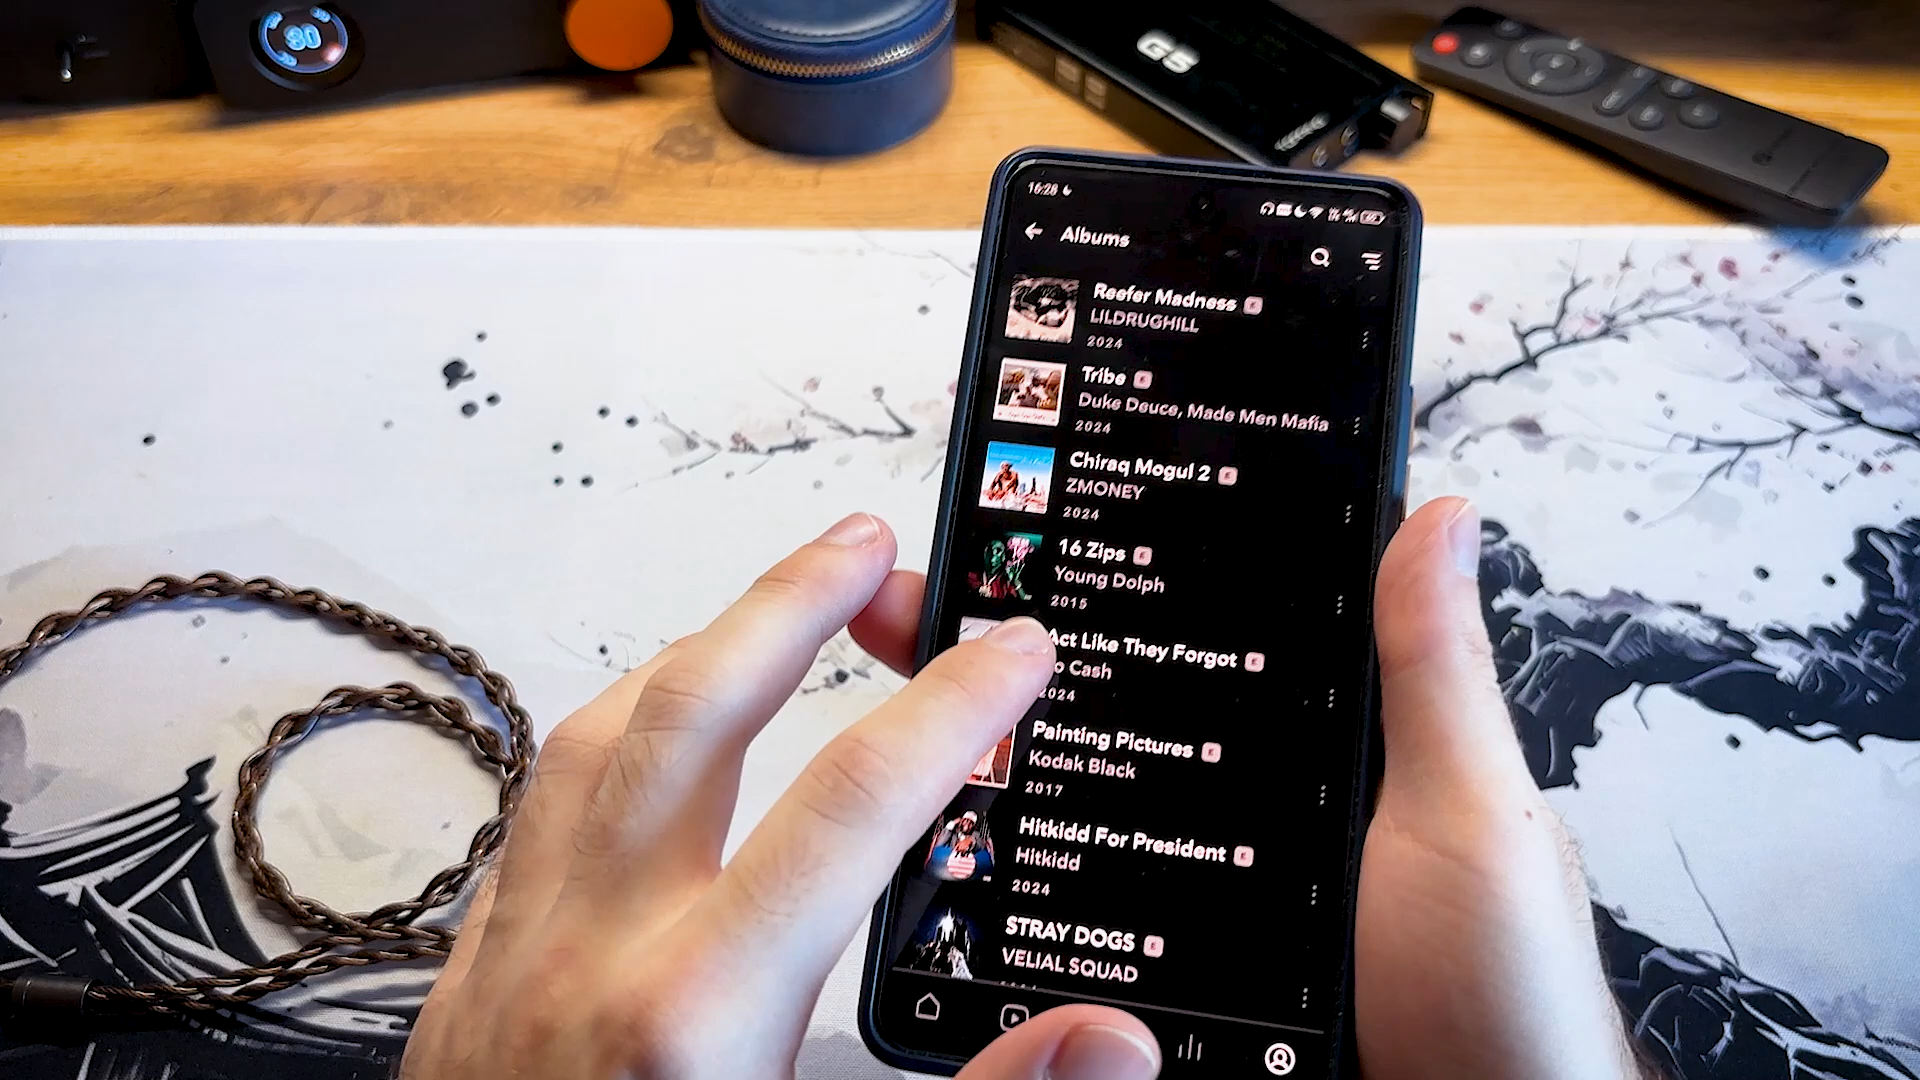 80
G5
16:28
Albums
Reefer Madness E
LILDRUGHILL
2024
Tribe E
Duke Deuce, Made Men Mafia
2024
Chiraq Mogul 2 E
ZMONEY
2024
16 Zips E
Young Dolph
2015
Act Like They Forgot E
o Cash
2024
Painting Pictures E
Kodak Black
2017
Hitkidd For President E
Hitkidd
2024
STRAY DOGS E
VELIAL SQUAD